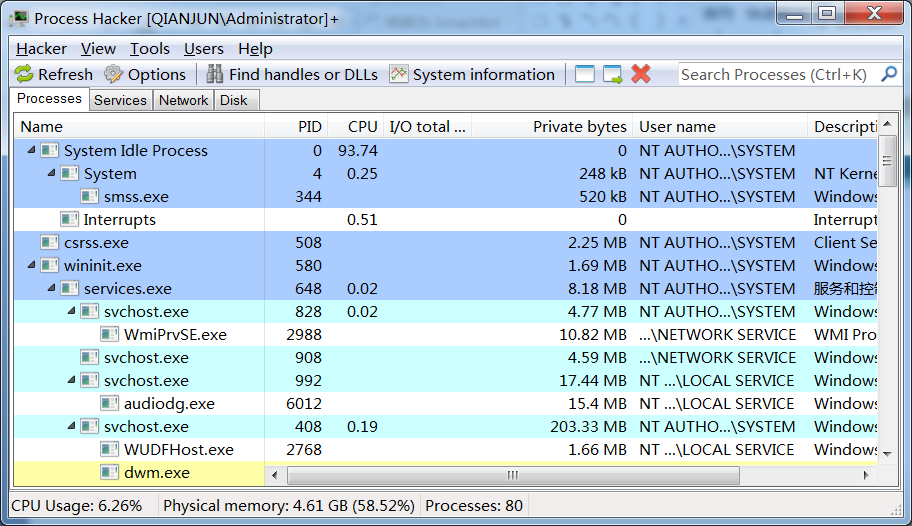 Process Hacker [QIANJUN\Administrator]+
Hacker View Tools Users Help
Refresh Options Find handles or DLLs System information Search Processes (Ctrl+K)
Processes Services Network Disk
Name PID CPU I/O total ... Private bytes User name Descripti
System Idle Process 0 93.74 0 NT AUTHO...\SYSTEM
System 4 0.25 248 kB NT AUTHO...\SYSTEM NT Kerne
smss.exe 344 520 kB NT AUTHO...\SYSTEM Windows
Interrupts 0.51 0 Interrupt
csrss.exe 508 2.25 MB NT AUTHO...\SYSTEM Client Se
wininit.exe 580 1.69 MB NT AUTHO...\SYSTEM Windows
services.exe 648 0.02 8.18 MB NT AUTHO...\SYSTEM 服务和控制
svchost.exe 828 0.02 4.77 MB NT AUTHO...\SYSTEM Windows
WmiPrvSE.exe 2988 10.82 MB ...\NETWORK SERVICE WMI Pro
svchost.exe 908 4.59 MB ...\NETWORK SERVICE Windows
svchost.exe 992 17.44 MB NT ...\LOCAL SERVICE Windows
audiodg.exe 6012 15.4 MB NT ...\LOCAL SERVICE Windows
svchost.exe 408 0.19 203.33 MB NT AUTHO...\SYSTEM Windows
WUDFHost.exe 2768 1.66 MB NT ...\LOCAL SERVICE Windows
dwm.exe
CPU Usage: 6.26% Physical memory: 4.61 GB (58.52%) Processes: 80